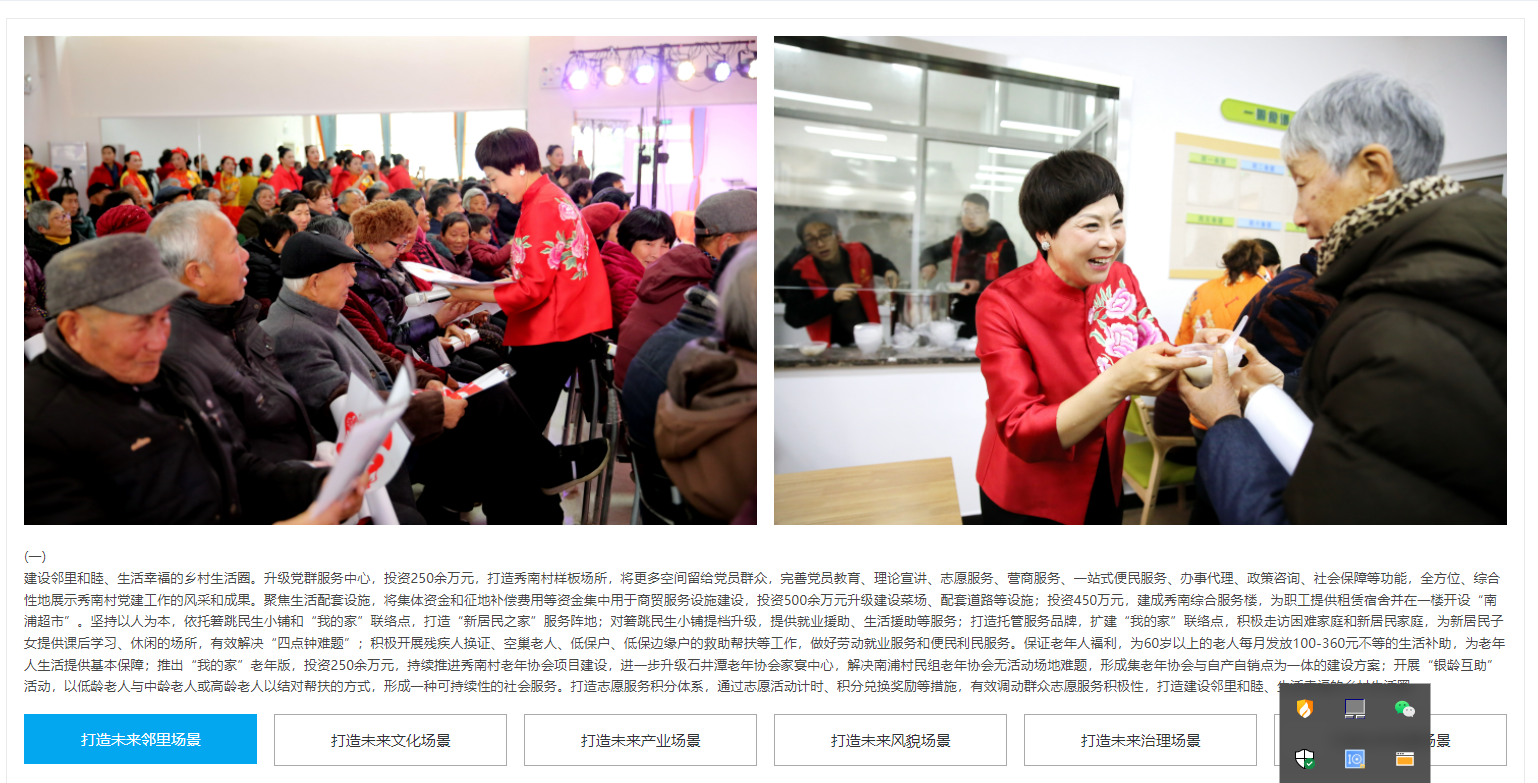 (一)
建设邻里和睦、生活幸福的乡村生活圈。升级党群服务中心，投资250余万元，打造秀南村样板场所，将更多空间留给党员群众，完善党员教育、理论宣讲、志愿服务、营商服务、一站式便民服务、办事代理、政策咨询、社会保障等功能，全方位、综合
性地展示秀南村党建工作的风采和成果。聚焦生活配套设施，将集体资金和征地补偿费用等资金集中用于商贸服务设施建设，投资500余万元升级建设菜场、配套道路等设施；投资450万元，建成秀南综合服务楼，为职工提供租赁宿舍并在一楼开设“南
浦超市”。坚持以人为本，依托箬跳民生小铺和“我的家”联络点，打造“新居民之家”服务阵地；对箬跳民生小铺提档升级，提供就业援助、生活援助等服务；打造托管服务品牌，扩建“我的家”联络点，积极走访困难家庭和新居民家庭，为新居民子
女提供课后学习、休闲的场所，有效解决“四点钟难题”；积极开展残疾人换证、空巢老人、低保户、低保边缘户的救助帮扶等工作，做好劳动就业服务和便民利民服务。保证老年人福利，为60岁以上的老人每月发放100-360元不等的生活补助，为老年
人生活提供基本保障；推出“我的家”老年版，投资250余万元，持续推进秀南村老年协会项目建设，进一步升级石井潭老年协会家宴中心，解决南浦村民组老年协会无活动场地难题，形成集老年协会与自产自销点为一体的建设方案；开展“银龄互助”
活动，以低龄老人与中龄老人或高龄老人以结对帮扶的方式，形成一种可持续性的社会服务。打造志愿服务积分体系，通过志愿活动计时、积分兑换奖励等措施，有效调动群众志愿服务积极性，打造建设邻里和睦、生活幸福的乡村生活圈。
打造未来邻里场景
打造未来文化场景
打造未来产业场景
打造未来风貌场景
打造未来治理场景
场景